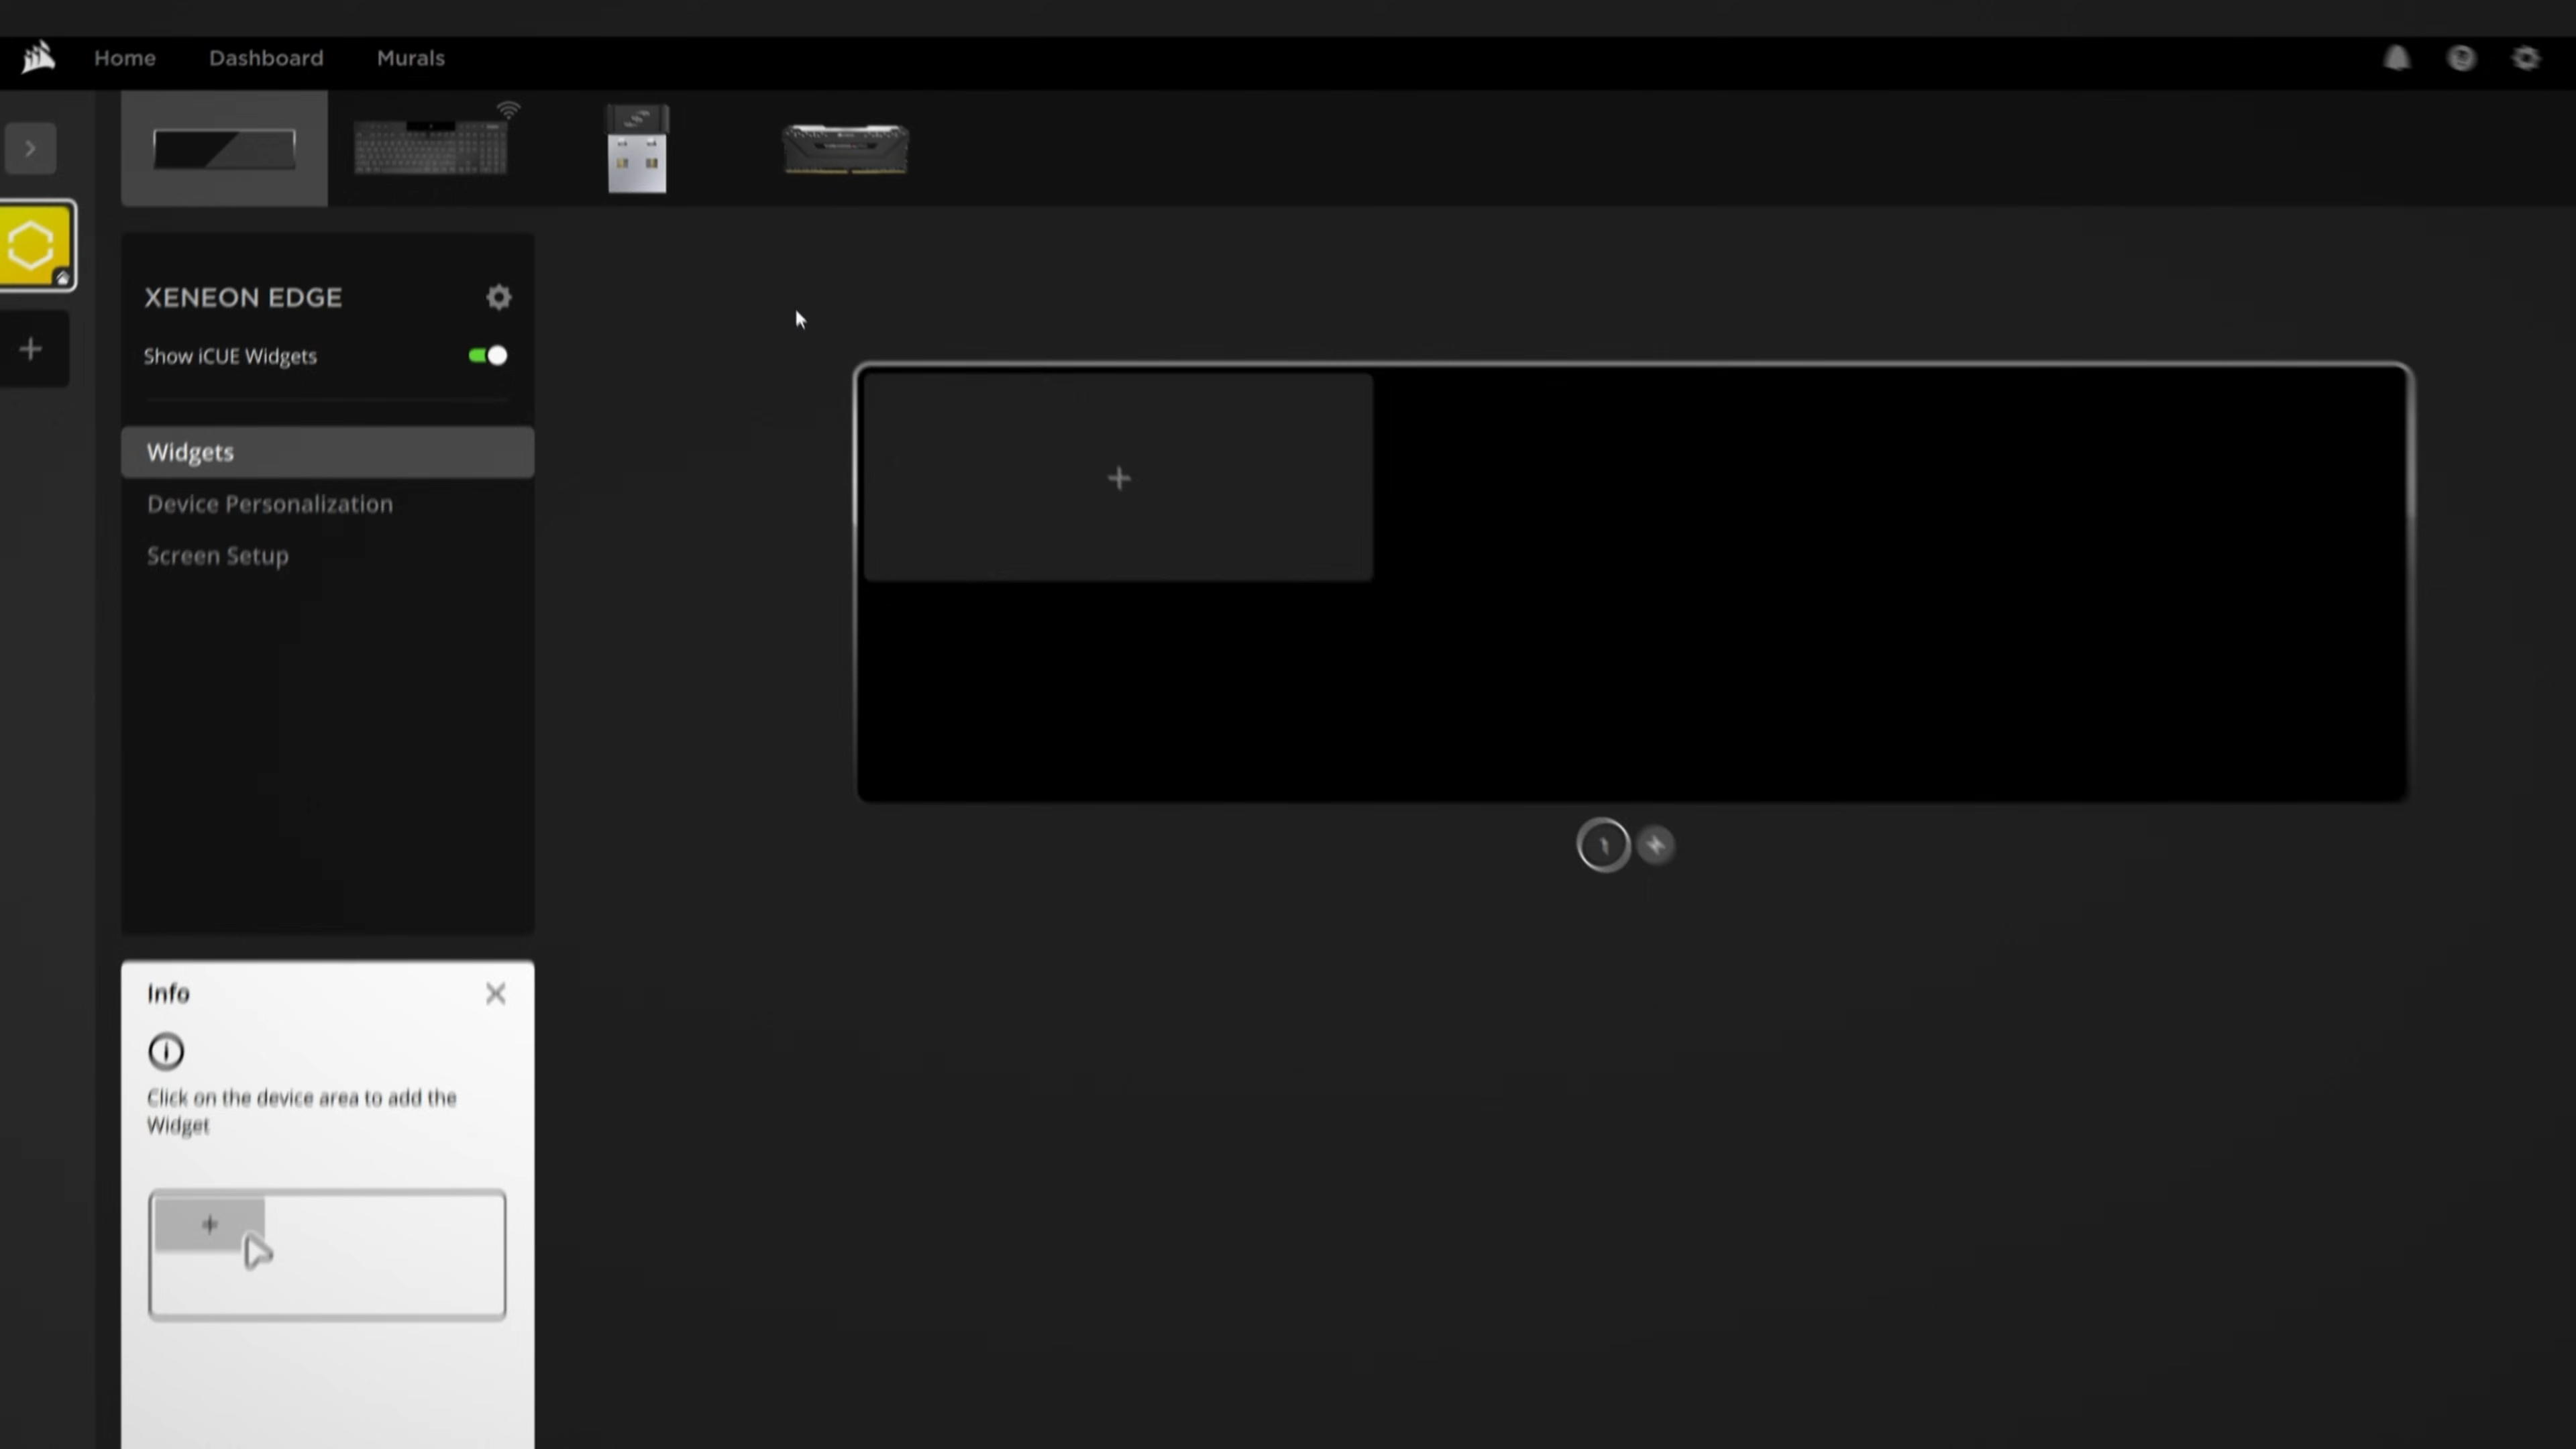 Home Dashboard Murals
XENEON EDGE
Show iCUE Widgets
Widgets
Device Personalization
Screen Setup
Info
Click on the device area to add the
Widget